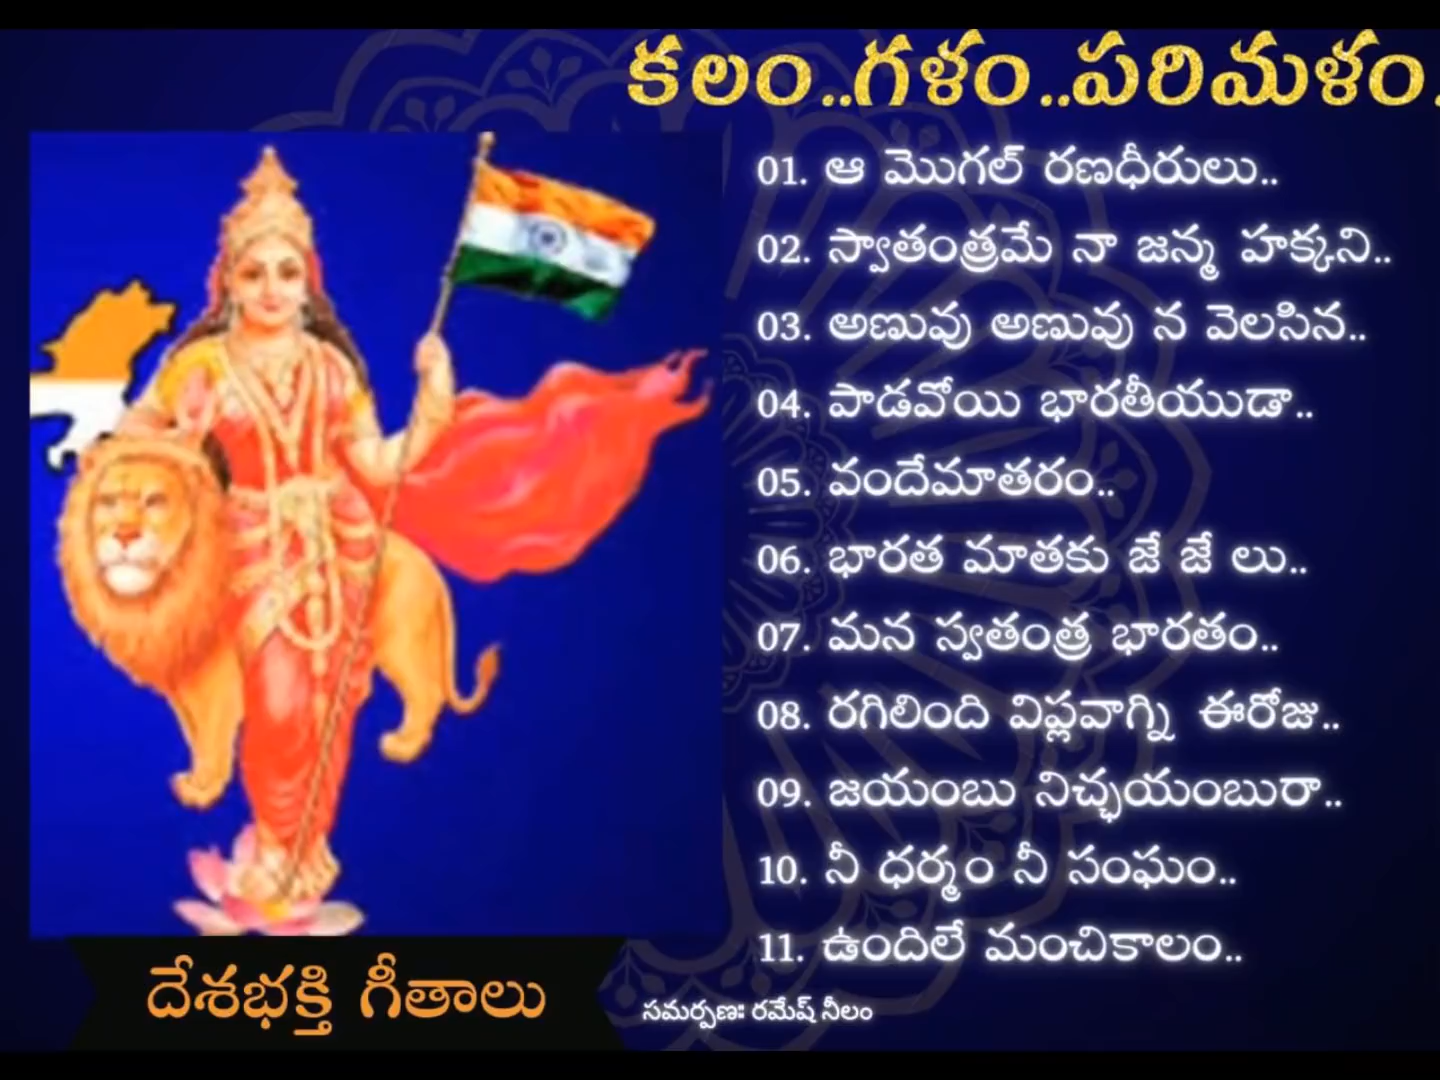 కలం..గళం..పరిమళం.
01. ఆ మొగల్ రణధీరులు..
02. స్వాతంత్రమే నా జన్మ హక్కని..
03. అణువు అణువు న వెలసిన..
04. పాడవోయి భారతీయుడా..
05. వందేమాతరం..
06. భారత మాతకు జే జే లు..
07. మన స్వతంత్ర భారతం..
08. రగిలింది విప్లవాగ్ని ఈరోజు..
09. జయంబు నిచ్ఛయంబురా..
10. నీ ధర్మం నీ సంఘం..
11. ఉందిలే మంచికాలం..
దేశభక్తి గీతాలు
సమర్పణః రమేష్ నీలం